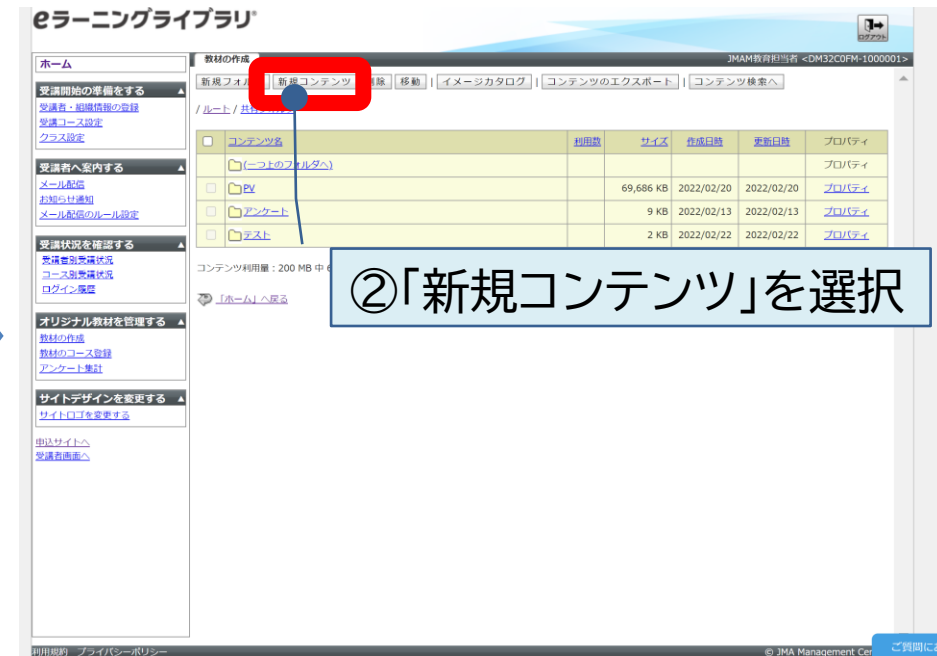 eラーニングライブラリ®
ログアウト
ホーム
受講開始の準備をする ▲
受講者・組織情報の登録
受講コース設定
クラス設定
受講者へ案内する ▲
メール配信
お知らせ通知
メール配信のルール設定
受講状況を確認する ▲
受講者別受講状況
コース別受講状況
ログイン履歴
オリジナル教材を管理する ▲
教材の作成
教材のコース登録
アンケート集計
サイトデザインを変更する ▲
サイトロゴを変更する
申込サイトへ
受講者画面へ
教材の作成 JMAM教育担当者 <DM32C0FM-1000001>
新規フォル 新規コンテンツ 削除 移動 | イメージカタログ | コンテンツのエクスポート | コンテンツ検索へ
/ ルート / 共有
コンテンツ名 利用数 サイズ 作成日時 更新日時 プロパティ
(一つ上のフォルダへ) プロパティ
PV 69,686 KB 2022/02/20 2022/02/20 プロパティ
アンケート 9 KB 2022/02/13 2022/02/13 プロパティ
テスト 2 KB 2022/02/22 2022/02/22 プロパティ
コンテンツ利用量 : 200 MB 中
「ホーム」へ戻る
②「新規コンテンツ」を選択
利用規約 プライバシーポリシー
© JMA Management Cen
ご質問に